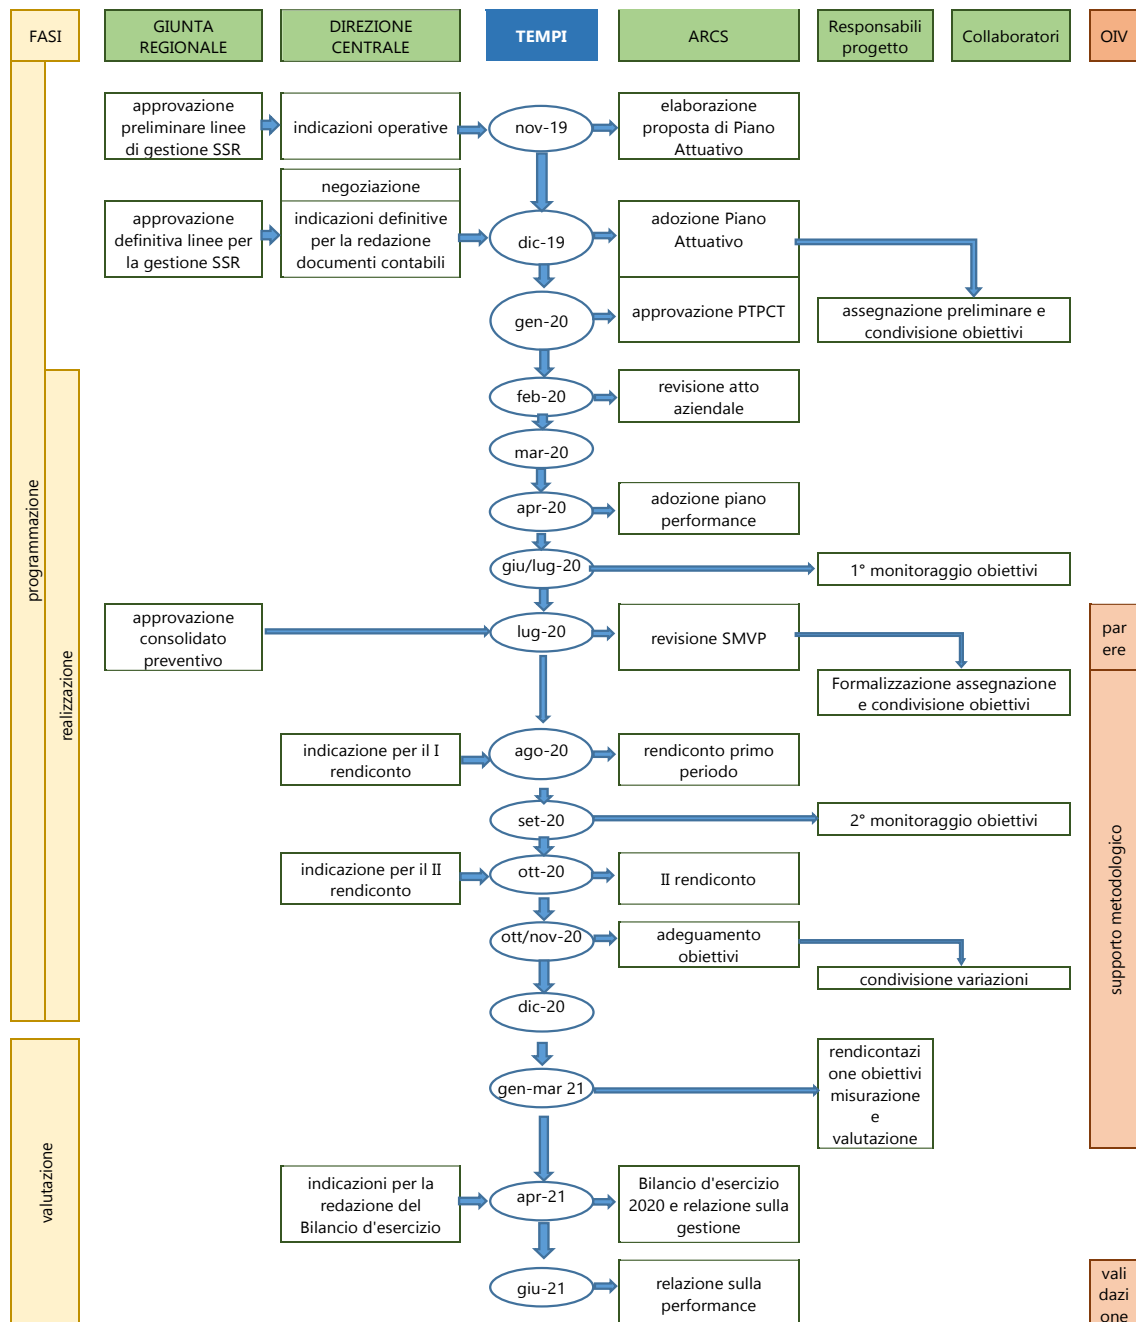 FASI
GIUNTA
REGIONALE
DIREZIONE
CENTRALE
TEMPI
ARCS
Responsabili
progetto
Collaboratori
OIV
approvazione
preliminare linee
di gestione SSR
indicazioni operative
nov-19
elaborazione
proposta di Piano
Attuativo
negoziazione
approvazione
definitiva linee per
la gestione SSR
indicazioni definitive
per la redazione
documenti contabili
dic-19
adozione Piano
Attuativo
gen-20
approvazione PTPCT
assegnazione preliminare e
condivisione obiettivi
feb-20
revisione atto
aziendale
mar-20
apr-20
adozione piano
performance
programmazione
giu/lug-20
1° monitoraggio obiettivi
approvazione
consolidato
preventivo
lug-20
revisione SMVP
par
ere
realizzazione
Formalizzazione assegnazione
e condivisione obiettivi
indicazione per il I
rendiconto
ago-20
rendiconto primo
periodo
set-20
2° monitoraggio obiettivi
indicazione per il II
rendiconto
ott-20
II rendiconto
supporto metodologico
ott/nov-20
adeguamento
obiettivi
condivisione variazioni
dic-20
gen-mar 21
rendicontazi
one obiettivi
misurazione
e
valutazione
valutazione
indicazioni per la
redazione del
Bilancio d'esercizio
apr-21
Bilancio d'esercizio
2020 e relazione sulla
gestione
giu-21
relazione sulla
performance
vali
dazi
one